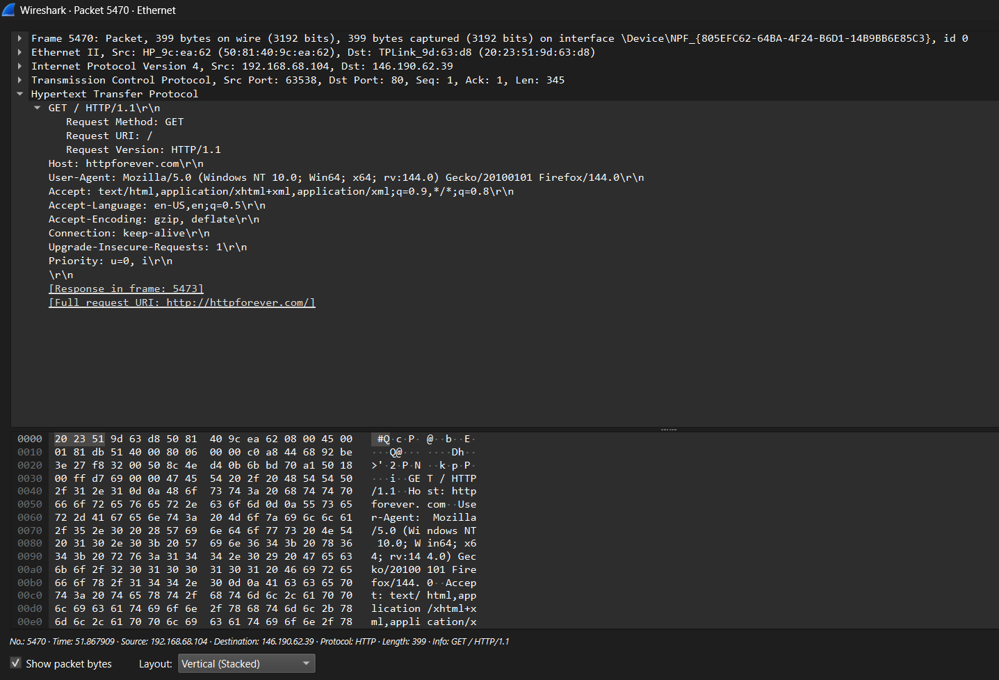 Wireshark · Packet 5470 · Ethernet
Frame 5470: Packet, 399 bytes on wire (3192 bits), 399 bytes captured (3192 bits) on interface \Device\NPF_{805EFC62-64BA-4F24-B6D1-14B9BB6E85C3}, id 0
Ethernet II, Src: HP_9c:ea:62 (50:81:40:9c:ea:62), Dst: TPLink_9d:63:d8 (20:23:51:9d:63:d8)
Internet Protocol Version 4, Src: 192.168.68.104, Dst: 146.190.62.39
Transmission Control Protocol, Src Port: 63538, Dst Port: 80, Seq: 1, Ack: 1, Len: 345
Hypertext Transfer Protocol
GET / HTTP/1.1\r\n
Request Method: GET
Request URI: /
Request Version: HTTP/1.1
Host: httpforever.com\r\n
User-Agent: Mozilla/5.0 (Windows NT 10.0; Win64; x64; rv:144.0) Gecko/20100101 Firefox/144.0\r\n
Accept: text/html,application/xhtml+xml,application/xml;q=0.9,*/*;q=0.8\r\n
Accept-Language: en-US,en;q=0.5\r\n
Accept-Encoding: gzip, deflate\r\n
Connection: keep-alive\r\n
Upgrade-Insecure-Requests: 1\r\n
Priority: u=0, i\r\n
\r\n
[Response in frame: 5473]
[Full request URI: http://httpforever.com/]
0000 20 23 51 9d 63 d8 50 81 40 9c ea 62 08 00 45 00 #Q·c·P· @··b··E·
0010 01 81 db 51 40 00 80 06 00 00 c0 a8 44 68 92 be ···Q@··· ····Dh··
0020 3e 27 f8 32 00 50 8c 4e d4 0b 6b bd 70 a1 50 18 >'·2·P·N ··k·p·P·
0030 00 ff d7 69 00 00 47 45 54 20 2f 20 48 54 54 50 ···i··GE T / HTTP
0040 2f 31 2e 31 0d 0a 48 6f 73 74 3a 20 68 74 74 70 /1.1··Ho st: http
0050 66 6f 72 65 76 65 72 2e 63 6f 6d 0d 0a 55 73 65 forever. com··Use
0060 72 2d 41 67 65 6e 74 3a 20 4d 6f 7a 69 6c 6c 61 r-Agent: Mozilla
0070 2f 35 2e 30 20 28 57 69 6e 64 6f 77 73 20 4e 54 /5.0 (Wi ndows NT
0080 20 31 30 2e 30 3b 20 57 69 6e 36 34 3b 20 78 36 10.0; W in64; x6
0090 34 3b 20 72 76 3a 31 34 34 2e 30 29 20 47 65 63 4; rv:14 4.0) Gec
00a0 6b 6f 2f 32 30 31 30 30 31 30 31 20 46 69 72 65 ko/20100 101 Fire
00b0 66 6f 78 2f 31 34 34 2e 30 0d 0a 41 63 63 65 70 fox/144. 0··Accep
00c0 74 3a 20 74 65 78 74 2f 68 74 6d 6c 2c 61 70 70 t: text/ html,app
00d0 6c 69 63 61 74 69 6f 6e 2f 78 68 74 6d 6c 2b 78 lication /xhtml+x
00e0 6d 6c 2c 61 70 70 6c 69 63 61 74 69 6f 6e 2f 78 ml,appli cation/x
No.: 5470 · Time: 51.867909 · Source: 192.168.68.104 · Destination: 146.190.62.39 · Protocol: HTTP · Length: 399 · Info: GET / HTTP/1.1
Show packet bytes Layout: Vertical (Stacked)